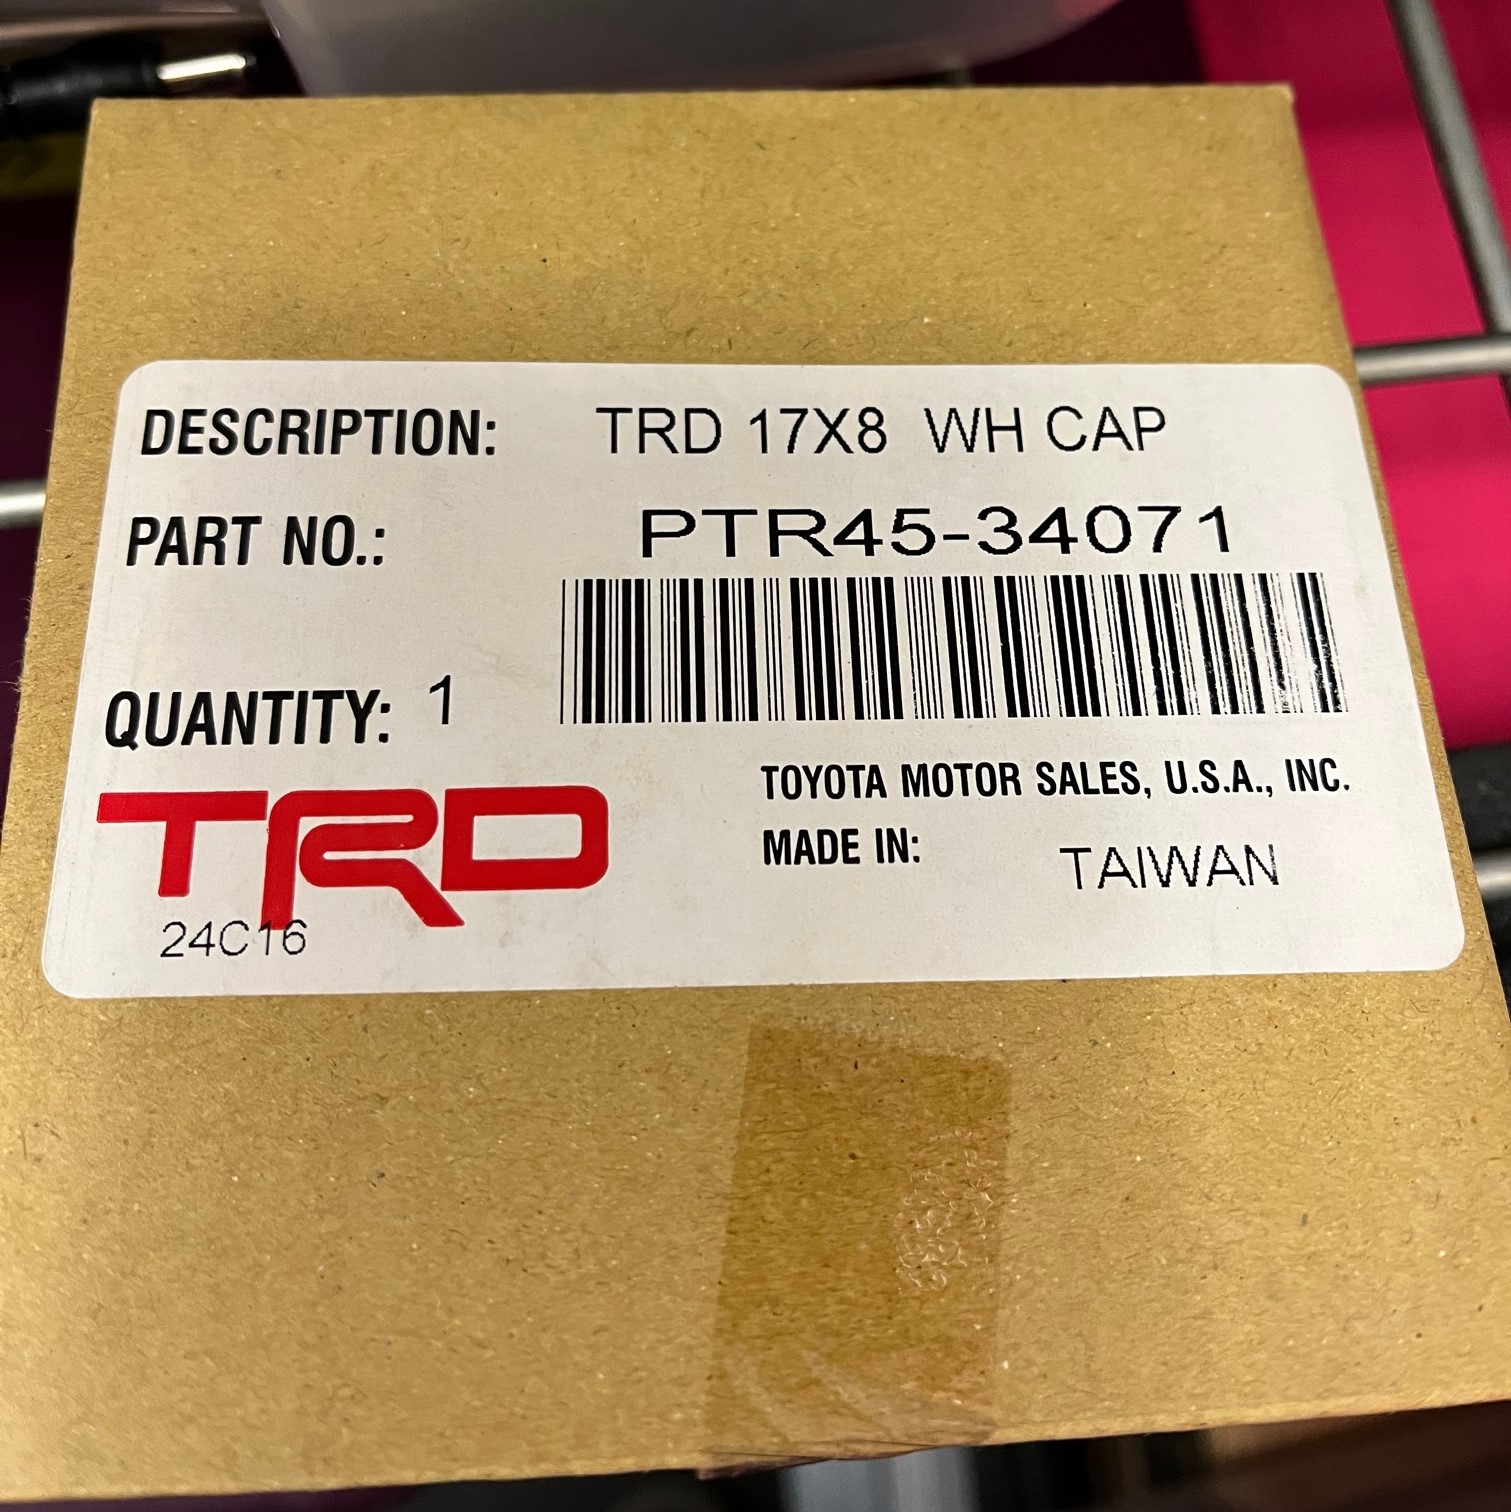 DESCRIPTION: TRD 17X8 WH CAP
PART NO.: PTR45-34071
QUANTITY: 1
TRD
24C16
TOYOTA MOTOR SALES, U.S.A., INC.
MADE IN: TAIWAN